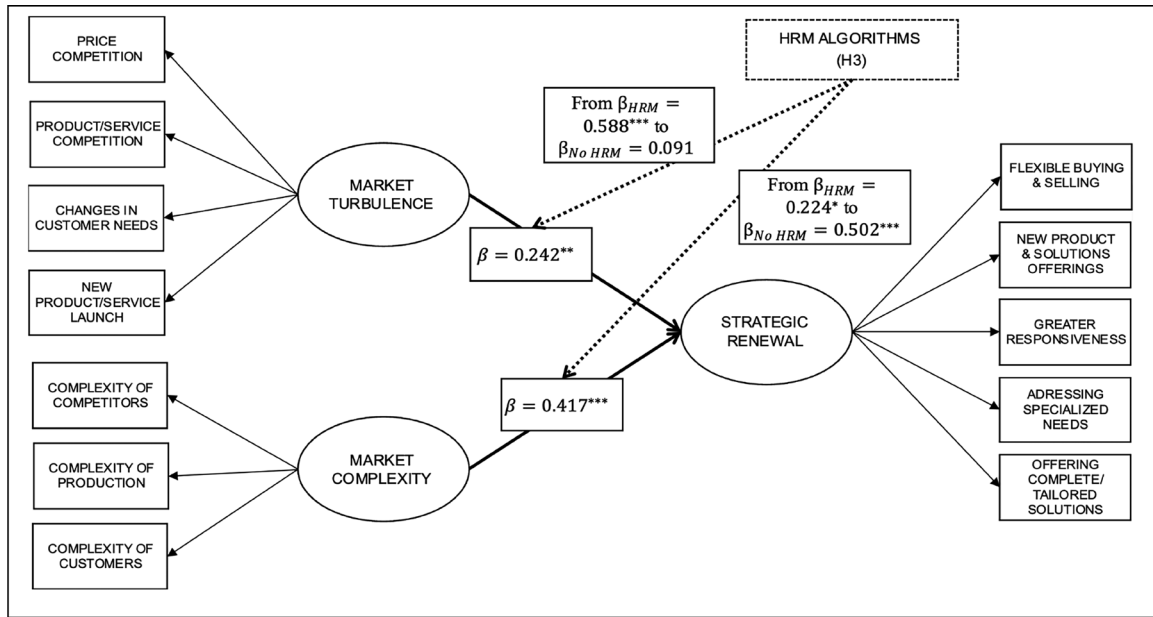 PRICE
COMPETITION
PRODUCT/SERVICE
COMPETITION
CHANGES IN
CUSTOMER NEEDS
NEW
PRODUCT/SERVICE
LAUNCH
COMPLEXITY OF
COMPETITORS
COMPLEXITY OF
PRODUCTION
COMPLEXITY OF
CUSTOMERS
MARKET
TURBULENCE
MARKET
COMPLEXITY
HRM ALGORITHMS
(H3)
From β_HRM =
0.588*** to
β_No HRM = 0.091
From β_HRM =
0.224* to
β_No HRM = 0.502***
β = 0.242**
β = 0.417***
STRATEGIC
RENEWAL
FLEXIBLE BUYING
& SELLING
NEW PRODUCT
& SOLUTIONS
OFFERINGS
GREATER
RESPONSIVENESS
ADRESSING
SPECIALIZED
NEEDS
OFFERING
COMPLETE/
TAILORED
SOLUTIONS